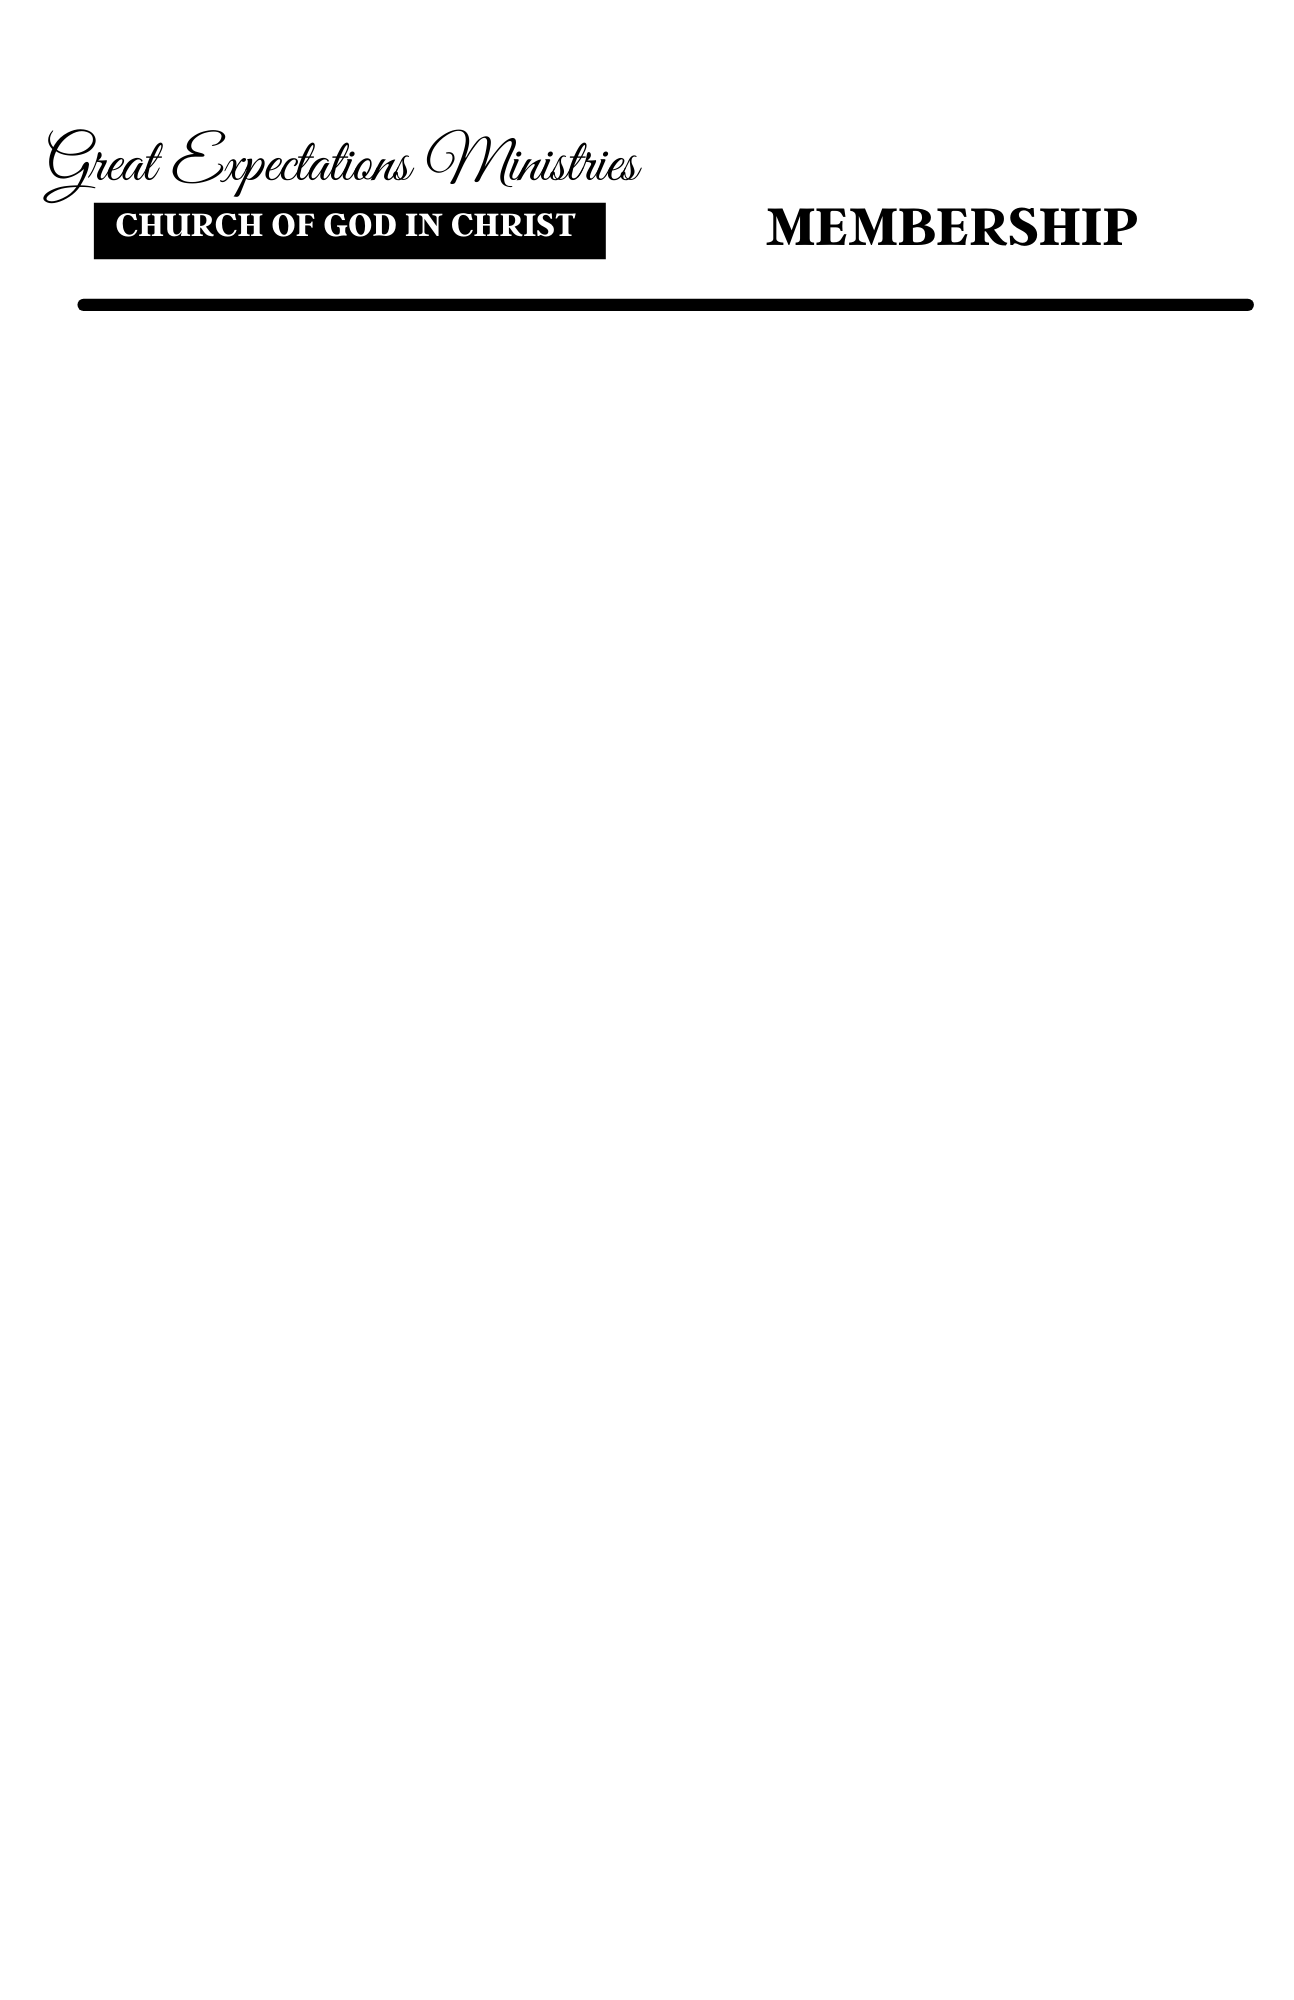 Great Expectations Ministries
CHURCH OF GOD IN CHRIST
MEMBERSHIP